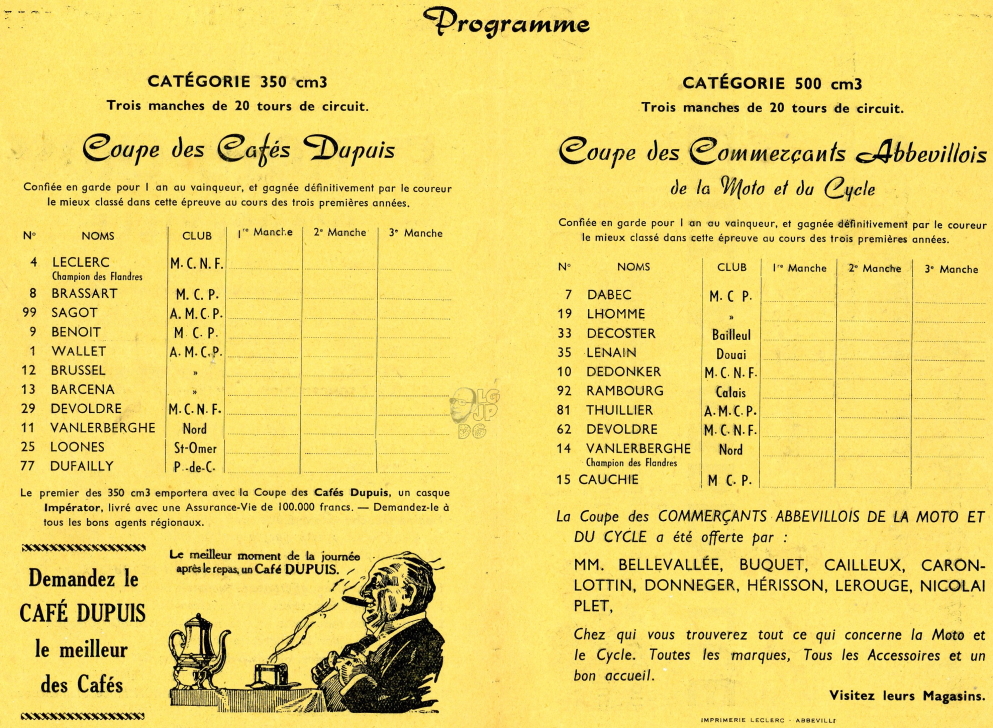 Programme
CATÉGORIE 350 cm3
Trois manches de 20 tours de circuit.
Coupe des Cafés Dupuis
Confiée en garde pour 1 an au vainqueur, et gagnée définitivement par le coureur
le mieux classé dans cette épreuve au cours des trois premières années.
N° NOMS CLUB 1re Manche 2e Manche 3e Manche
4 LECLERC M. C. N. F.
Champion des Flandres
8 BRASSART M. C. P.
99 SAGOT A. M. C. P.
9 BENOIT M C. P.
1 WALLET A. M. C. P.
12 BRUSSEL »
13 BARCENA »
29 DEVOLDRE M. C. N. F.
11 VANLERBERGHE Nord
25 LOONES St-Omer
77 DUFAILLY P.-de-C.
Le premier des 350 cm3 emportera avec la Coupe des Cafés Dupuis, un casque
Impérator, livré avec une Assurance-Vie de 100.000 francs. — Demandez-le à
tous les bons agents régionaux.
Demandez le
CAFÉ DUPUIS
le meilleur
des Cafés
Le meilleur moment de la journée
après le repas, un Café DUPUIS.
CATÉGORIE 500 cm3
Trois manches de 20 tours de circuit.
Coupe des Commerçants Abbevillois
de la Moto et du Cycle
Confiée en garde pour 1 an au vainqueur, et gagnée définitivement par le coureur
le mieux classé dans cette épreuve au cours des trois premières années.
N° NOMS CLUB 1re Manche 2e Manche 3e Manche
7 DABEC M. C P.
19 LHOMME »
33 DECOSTER Bailleul
35 LENAIN Douai
10 DEDONKER M. C. N. F.
92 RAMBOURG Calais
81 THUILLIER A. M. C. P.
62 DEVOLDRE M. C. N. F.
14 VANLERBERGHE Nord
Champion des Flandres
15 CAUCHIE M C. P.
La Coupe des COMMERÇANTS ABBEVILLOIS DE LA MOTO ET
DU CYCLE a été offerte par :
MM. BELLEVALLÉE, BUQUET, CAILLEUX, CARON-
LOTTIN, DONNEGER, HÉRISSON, LEROUGE, NICOLAI
PLET,
Chez qui vous trouverez tout ce qui concerne la Moto et
le Cycle. Toutes les marques, Tous les Accessoires et un
bon accueil.
Visitez leurs Magasins.
IMPRIMERIE LECLERC - ABBEVILLE
LG
JP
DG